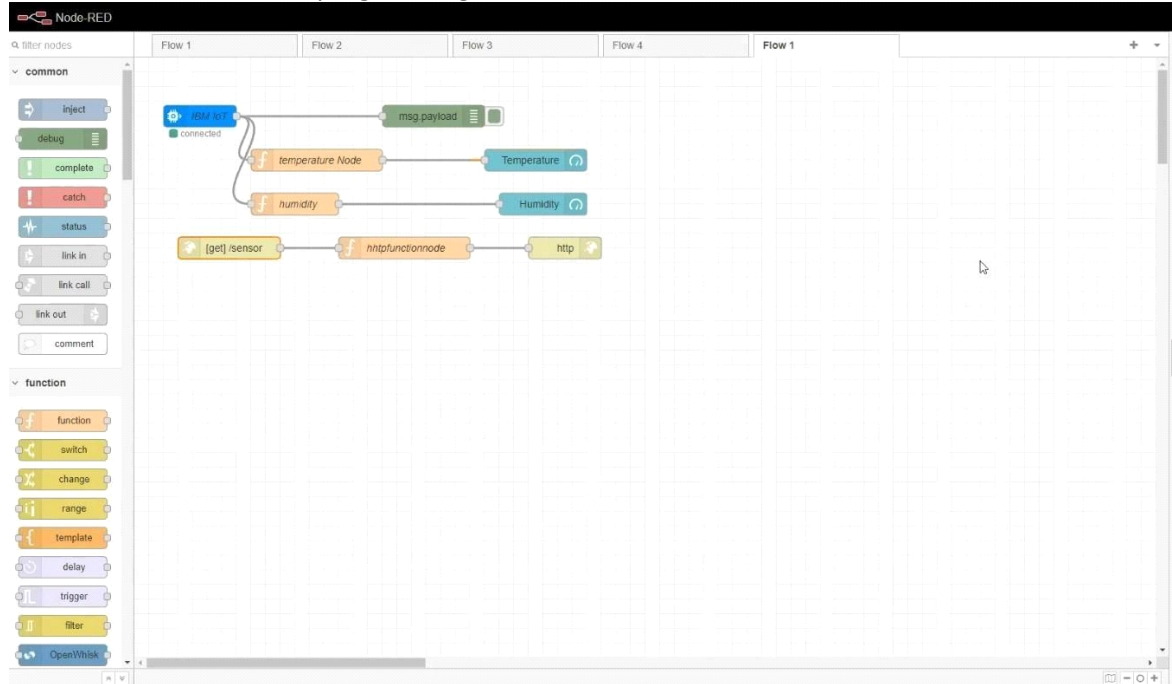 Node-RED
filter nodes
Flow 1
Flow 2
Flow 3
Flow 4
Flow 1
common
inject
debug
complete
catch
status
link in
link call
link out
comment
function
function
switch
change
range
template
delay
trigger
filter
OpenWhisk
IBM IoT
connected
msg.payload
temperature Node
Temperature
humidity
Humidity
[get] /sensor
hhtpfunctionnode
http